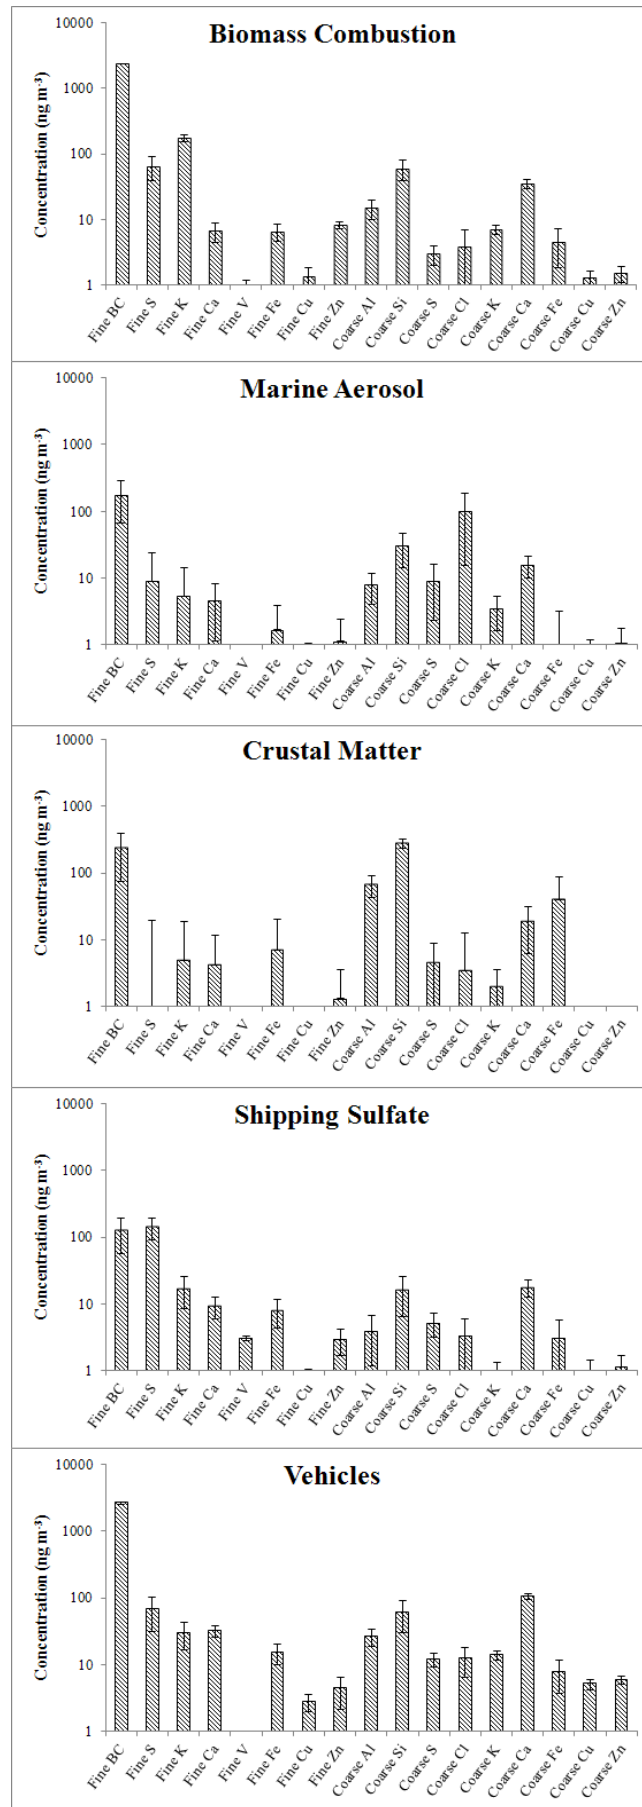 Biomass Combustion
Concentration (ng m-3)
10000
1000
100
10
1
Fine BC
Fine S
Fine K
Fine Ca
Fine V
Fine Fe
Fine Cu
Fine Zn
Coarse Al
Coarse Si
Coarse S
Coarse Cl
Coarse K
Coarse Ca
Coarse Fe
Coarse Cu
Coarse Zn
Marine Aerosol
Concentration (ng m-3)
10000
1000
100
10
1
Fine BC
Fine S
Fine K
Fine Ca
Fine V
Fine Fe
Fine Cu
Fine Zn
Coarse Al
Coarse Si
Coarse S
Coarse Cl
Coarse K
Coarse Ca
Coarse Fe
Coarse Cu
Coarse Zn
Crustal Matter
Concentration (ng m-3)
10000
1000
100
10
1
Fine BC
Fine S
Fine K
Fine Ca
Fine V
Fine Fe
Fine Cu
Fine Zn
Coarse Al
Coarse Si
Coarse S
Coarse Cl
Coarse K
Coarse Ca
Coarse Fe
Coarse Cu
Coarse Zn
Shipping Sulfate
Concentration (ng m-3)
10000
1000
100
10
1
Fine BC
Fine S
Fine K
Fine Ca
Fine V
Fine Fe
Fine Cu
Fine Zn
Coarse Al
Coarse Si
Coarse S
Coarse Cl
Coarse K
Coarse Ca
Coarse Fe
Coarse Cu
Coarse Zn
Vehicles
Concentration (ng m-3)
10000
1000
100
10
1
Fine BC
Fine S
Fine K
Fine Ca
Fine V
Fine Fe
Fine Cu
Fine Zn
Coarse Al
Coarse Si
Coarse S
Coarse Cl
Coarse K
Coarse Ca
Coarse Fe
Coarse Cu
Coarse Zn